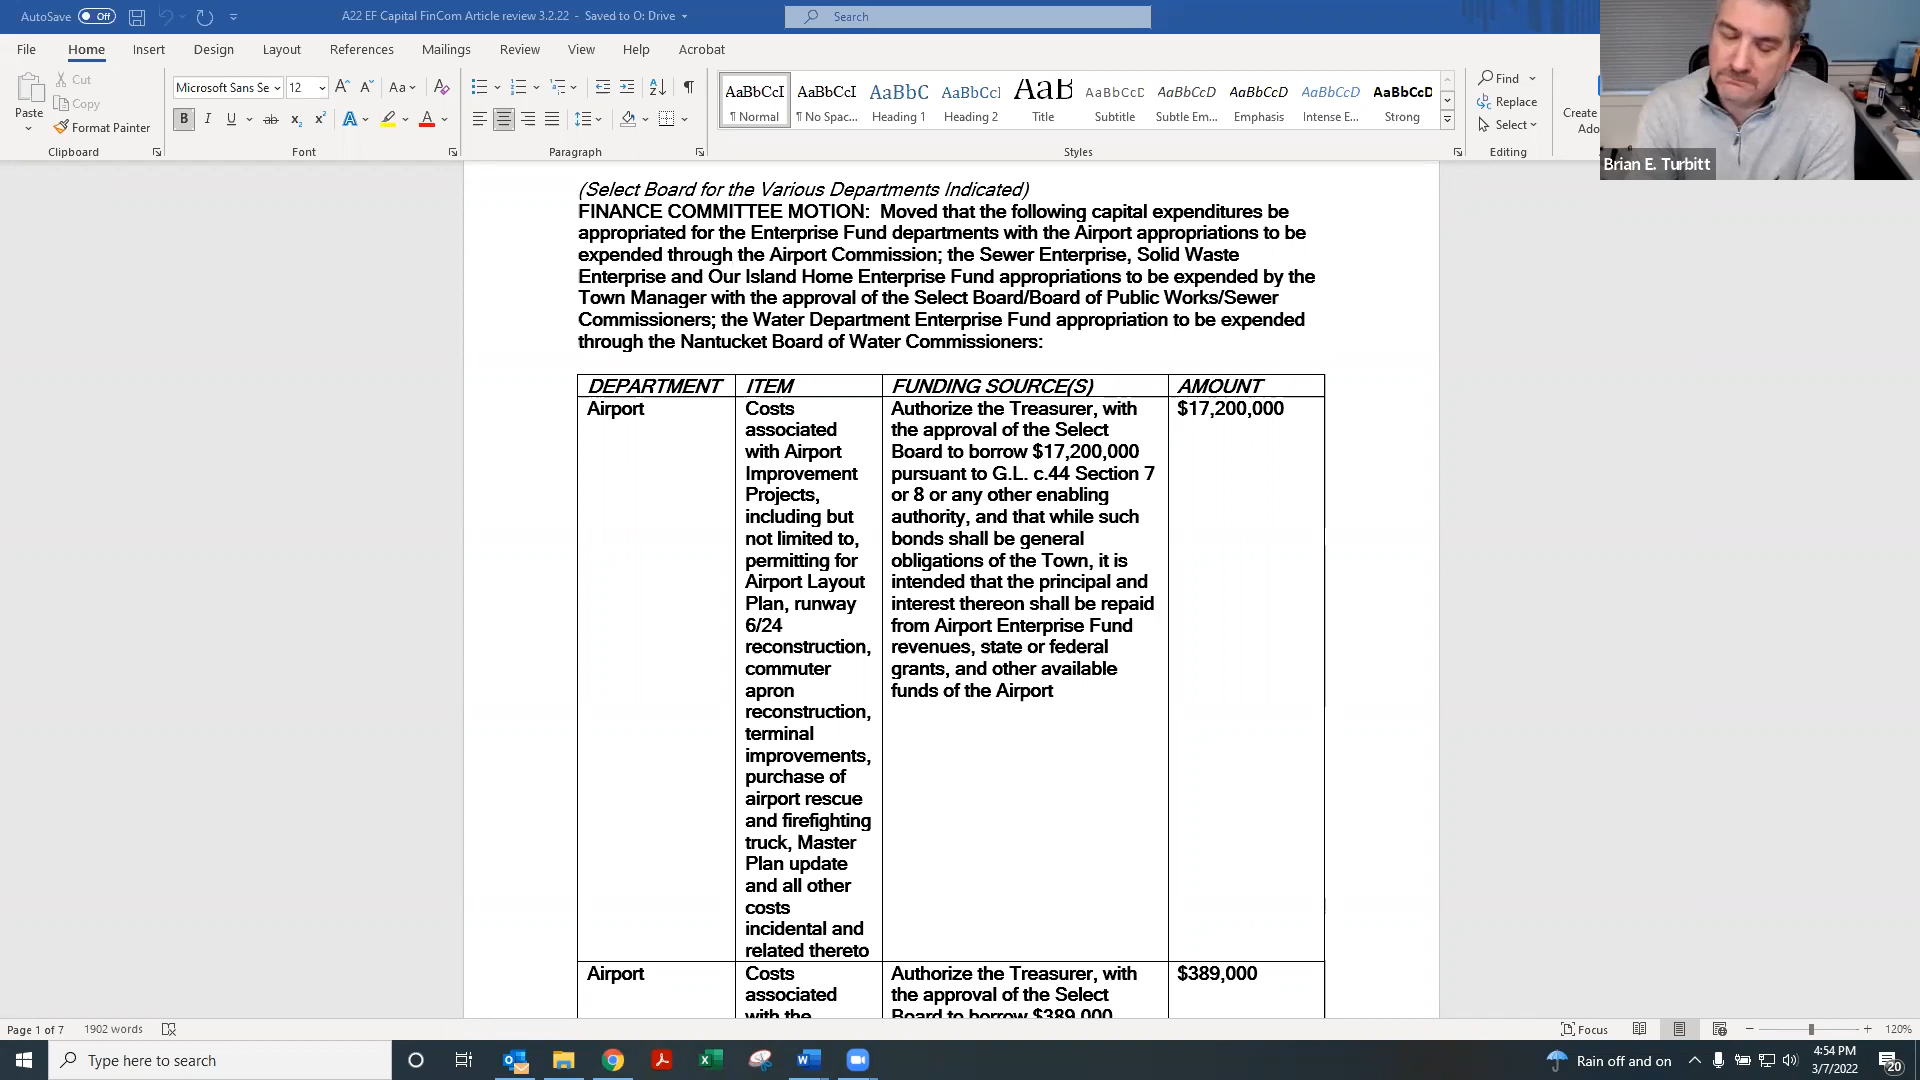 AutoSave Off
A22 EF Capital FinCom Article review 3.2.22 - Saved to O: Drive
Search
File Home Insert Design Layout References Mailings Review View Help Acrobat
Paste
Cut
Copy
Format Painter
Clipboard
Microsoft Sans Se 12
Font
Paragraph
AaBbCcI AaBbCcI AaBbC AaBbCcI AaB AaBbCcD AaBbCcD AaBbCcD AaBbCcD AaBbCcD
¶ Normal ¶ No Spac... Heading 1 Heading 2 Title Subtitle Subtle Em... Emphasis Intense E... Strong
Styles
Find
Replace
Select
Editing
Create
Ado
Brian E. Turbitt
(Select Board for the Various Departments Indicated)
FINANCE COMMITTEE MOTION: Moved that the following capital expenditures be
appropriated for the Enterprise Fund departments with the Airport appropriations to be
expended through the Airport Commission; the Sewer Enterprise, Solid Waste
Enterprise and Our Island Home Enterprise Fund appropriations to be expended by the
Town Manager with the approval of the Select Board/Board of Public Works/Sewer
Commissioners; the Water Department Enterprise Fund appropriation to be expended
through the Nantucket Board of Water Commissioners:
DEPARTMENT ITEM FUNDING SOURCE(S) AMOUNT
Airport
Costs
associated
with Airport
Improvement
Projects,
including but
not limited to,
permitting for
Airport Layout
Plan, runway
6/24
reconstruction,
commuter
apron
reconstruction,
terminal
improvements,
purchase of
airport rescue
and firefighting
truck, Master
Plan update
and all other
costs
incidental and
related thereto
Authorize the Treasurer, with
the approval of the Select
Board to borrow $17,200,000
pursuant to G.L. c.44 Section 7
or 8 or any other enabling
authority, and that while such
bonds shall be general
obligations of the Town, it is
intended that the principal and
interest thereon shall be repaid
from Airport Enterprise Fund
revenues, state or federal
grants, and other available
funds of the Airport
$17,200,000
Airport
Costs
associated
with the
Authorize the Treasurer, with
the approval of the Select
Board to borrow $389,000
$389,000
Page 1 of 7 1902 words
Focus
120%
Type here to search
Rain off and on
4:54 PM
3/7/2022
20